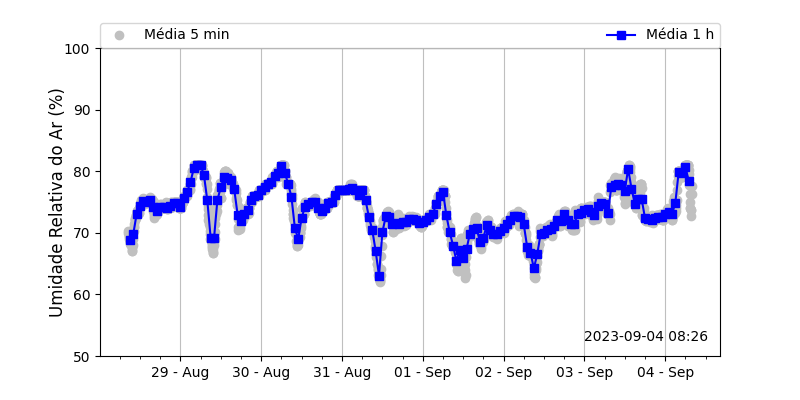 Média 5 min Média 1 h
100
90
80
70
60
50
Umidade Relativa do Ar (%)
2023-09-04 08:26
29 - Aug 30 - Aug 31 - Aug 01 - Sep 02 - Sep 03 - Sep 04 - Sep